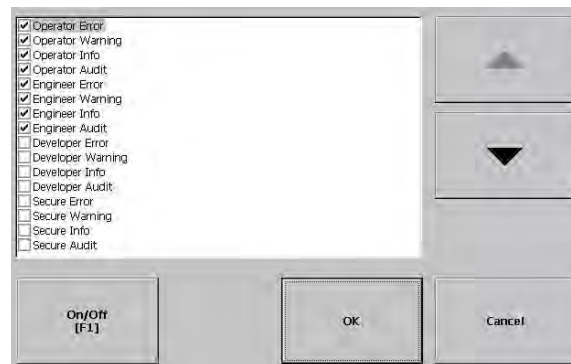 Operator Error
Operator Warning
Operator Info
Operator Audit
Engineer Error
Engineer Warning
Engineer Info
Engineer Audit
Developer Error
Developer Warning
Developer Info
Developer Audit
Secure Error
Secure Warning
Secure Info
Secure Audit
On/Off
[F1]
OK
Cancel